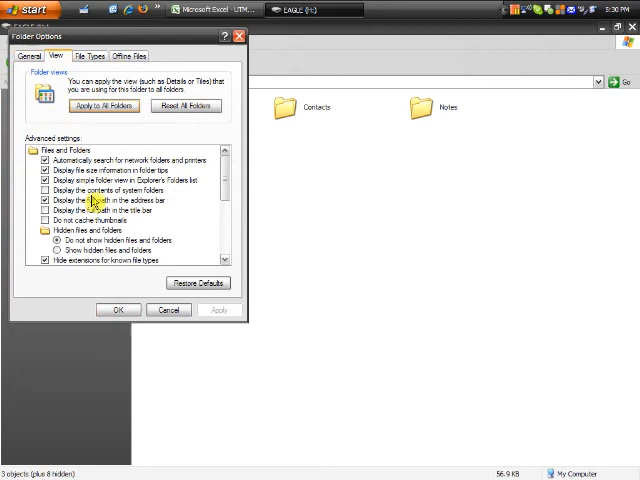 start
Microsoft Excel - UTM...
EAGLE (H:)
5:30 PM
Folder Options
General
View
File Types
Offline Files
Folder views
You can apply the view (such as Details or Tiles) that
you are using for this folder to all folders.
Apply to All Folders
Reset All Folders
Advanced settings:
Files and Folders
Automatically search for network folders and printers
Display file size information in folder tips
Display simple folder view in Explorer's Folders list
Display the contents of system folders
Display the full path in the address bar
Display the full path in the title bar
Do not cache thumbnails
Hidden files and folders
Do not show hidden files and folders
Show hidden files and folders
Hide extensions for known file types
Restore Defaults
OK
Cancel
Apply
Go
Contacts
Notes
3 objects (plus 8 hidden)
56.9 KB
My Computer